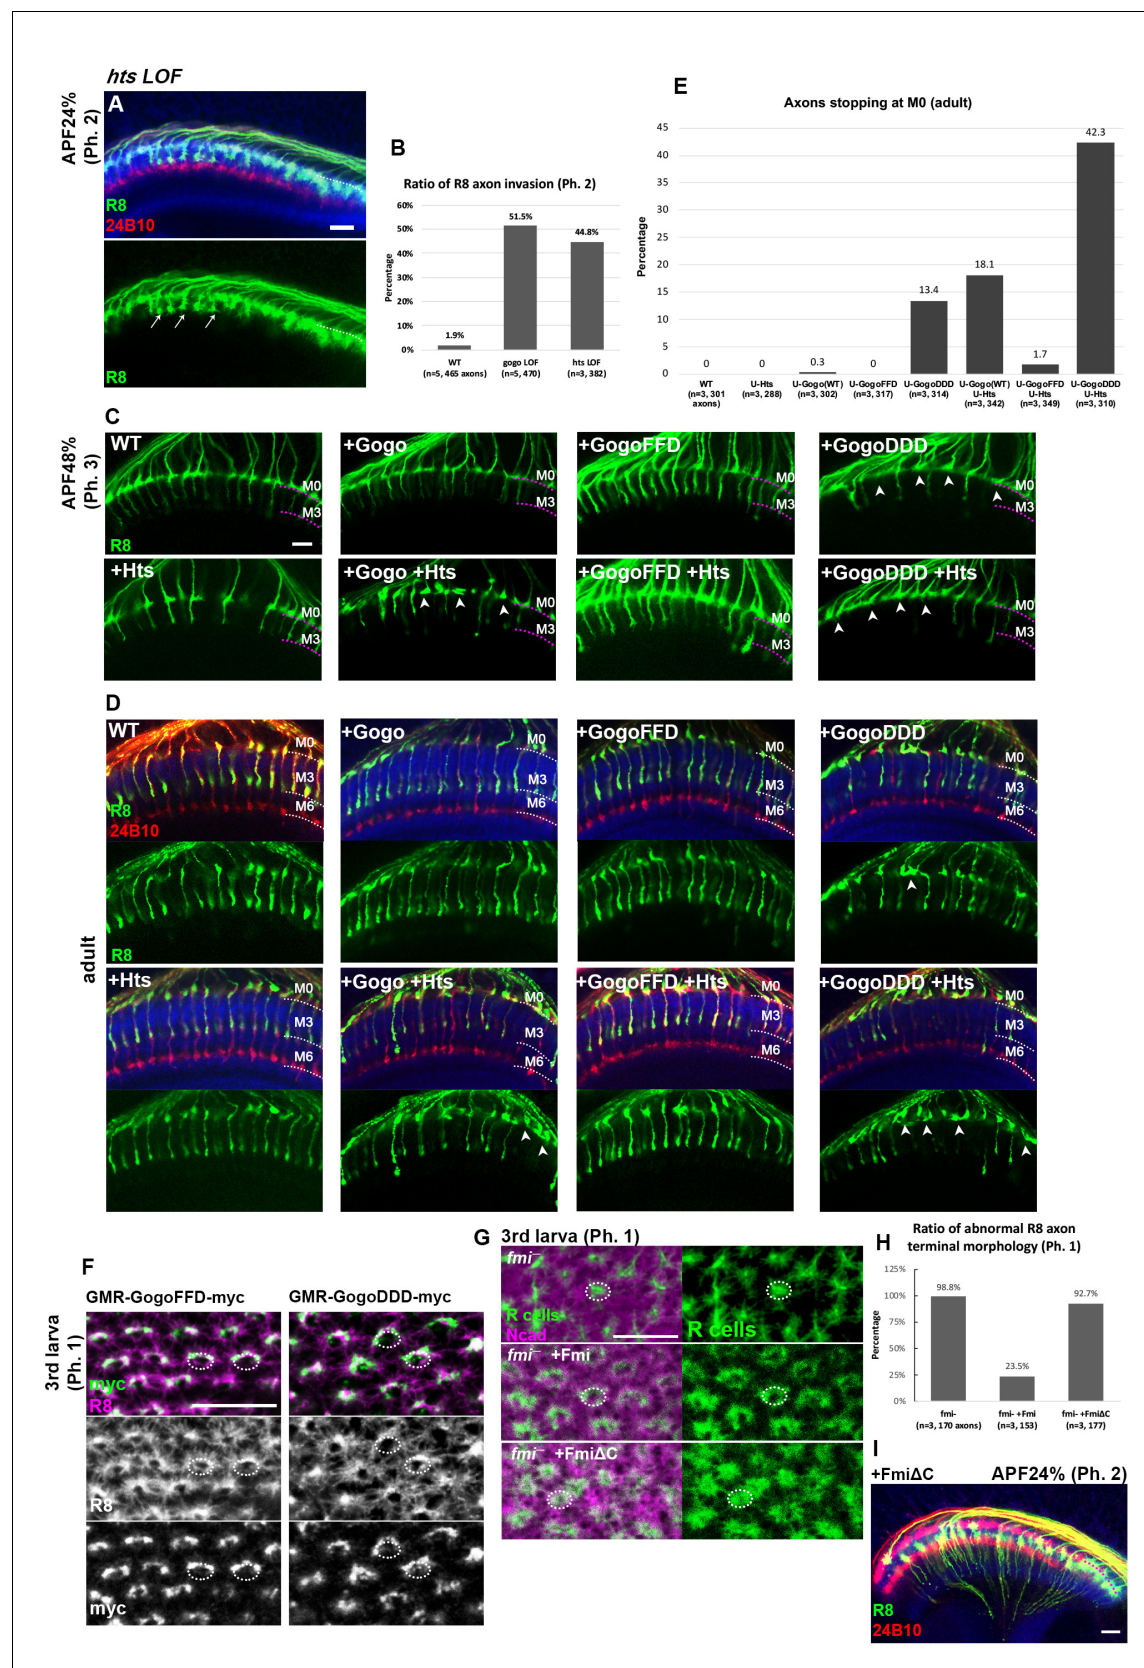 hts LOF
APF24%
(Ph. 2)
A
R8
24B10
R8
B
Ratio of R8 axon invasion (Ph. 2)
Percentage
60%
50%
40%
30%
20%
10%
0%
1.9%
51.5%
44.8%
WT
(n=5, 465 axons)
gogo LOF
(n=5, 470)
hts LOF
(n=3, 382)
E
Axons stopping at M0 (adult)
Percentage
45
40
35
30
25
20
15
10
5
0
0
0
0.3
0
13.4
18.1
1.7
42.3
WT
(n=3, 301
axons)
U-Hts
(n=3, 288)
U-Gogo(WT)
(n=3, 302)
U-GogoFFD
(n=3, 317)
U-GogoDDD
(n=3, 314)
U-Gogo(WT)
U-Hts
(n=3, 342)
U-GogoFFD
U-Hts
(n=3, 349)
U-GogoDDD
U-Hts
(n=3, 310)
C
APF48%
(Ph. 3)
WT
M0
M3
R8
+Gogo
M0
M3
+GogoFFD
M0
M3
+GogoDDD
M0
M3
+Hts
M0
M3
+Gogo +Hts
M0
M3
+GogoFFD +Hts
M0
M3
+GogoDDD +Hts
M0
M3
D
adult
WT
M0
M3
M6
R8
24B10
+Gogo
M0
M3
M6
+GogoFFD
M0
M3
M6
+GogoDDD
M0
M3
M6
R8
+Hts
M0
M3
M6
+Gogo +Hts
M0
M3
M6
+GogoFFD +Hts
M0
M3
M6
+GogoDDD +Hts
M0
M3
M6
F
3rd larva
(Ph. 1)
GMR-GogoFFD-myc
GMR-GogoDDD-myc
myc
R8
R8
myc
G
3rd larva (Ph. 1)
fmi–
R cells
Ncad
R cells
fmi– +Fmi
fmi– +FmiΔC
H
Ratio of abnormal R8 axon
terminal morphology (Ph. 1)
Percentage
125%
100%
75%
50%
25%
0%
98.8%
23.5%
92.7%
fmi-
(n=3, 170 axons)
fmi- +Fmi
(n=3, 153)
fmi- +FmiΔC
(n=3, 177)
I
+FmiΔC
APF24% (Ph. 2)
R8
24B10